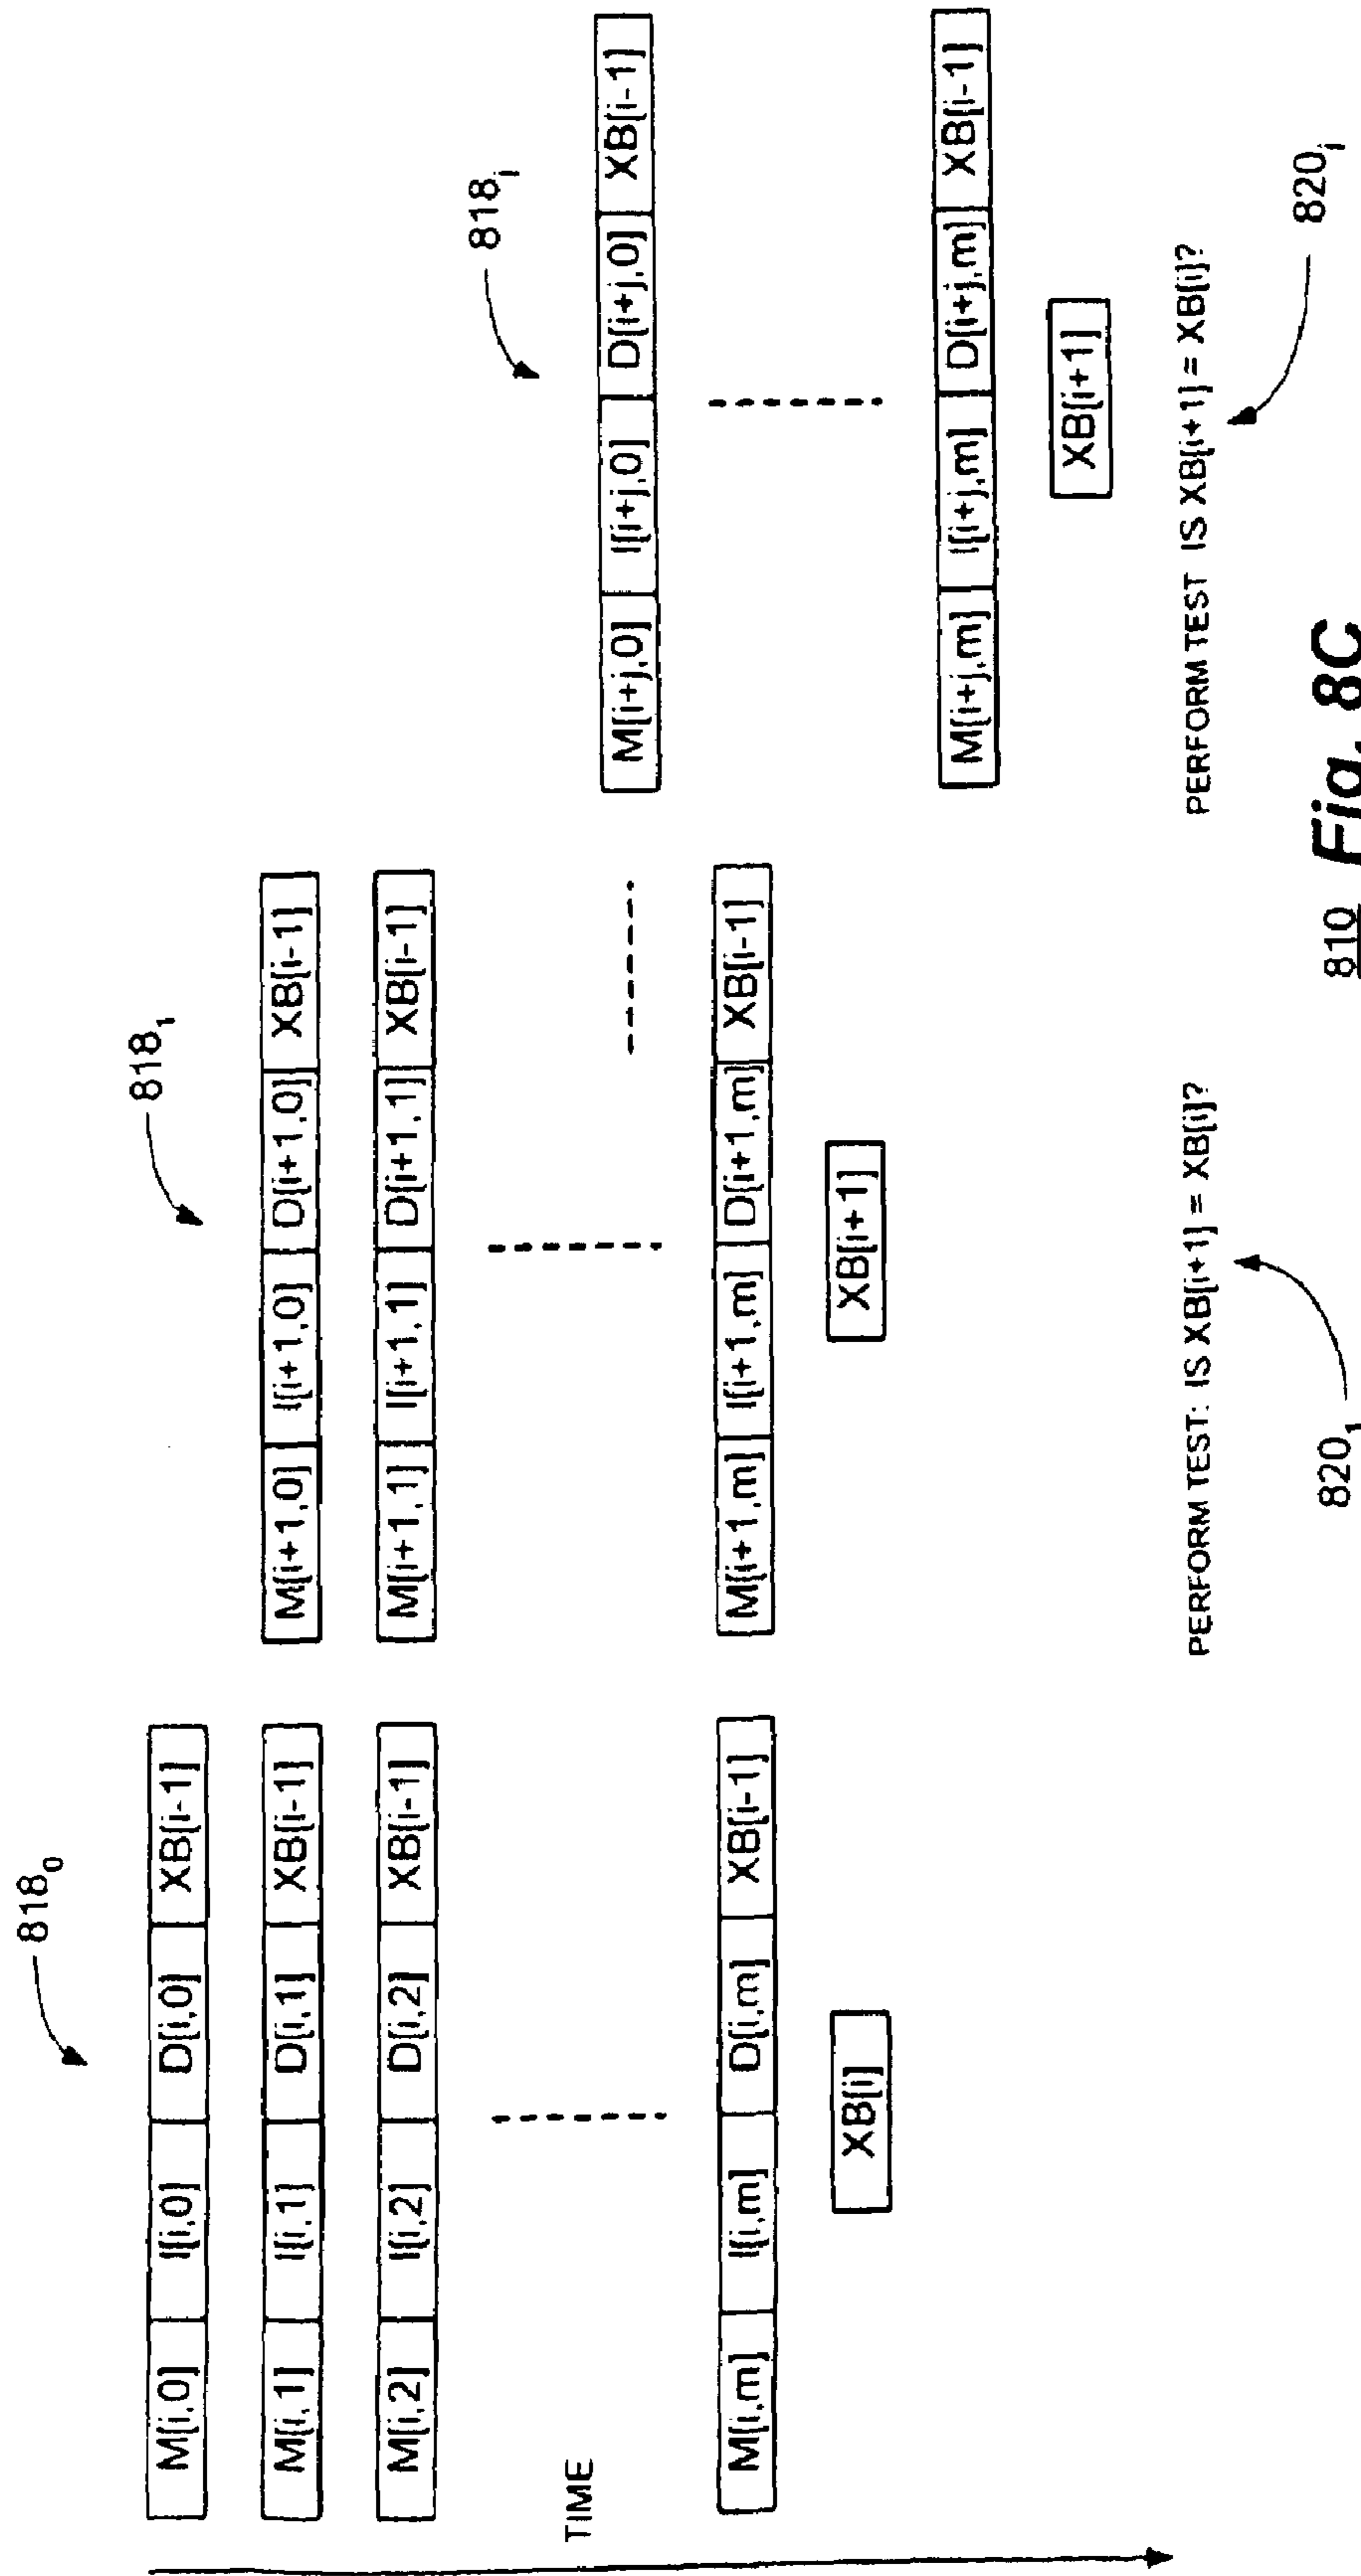 818₀
M[i,0] I[i,0] D[i,0] XB[i-1]
M[i,1] I[i,1] D[i,1] XB[i-1]
M[i,2] I[i,2] D[i,2] XB[i-1]
TIME
M[i,m] I[i,m] D[i,m] XB[i-1]
XB[i]
818₁
M[i+1,0] I[i+1,0] D[i+1,0] XB[i-1]
M[i+1,1] I[i+1,1] D[i+1,1] XB[i-1]
M[i+1,m] I[i+1,m] D[i+1,m] XB[i-1]
XB[i+1]
PERFORM TEST: IS XB[i+1] = XB[i]?
820₁
818ⱼ
M[i+j,0] I[i+j,0] D[i+j,0] XB[i-1]
M[i+j,m] I[i+j,m] D[i+j,m] XB[i-1]
XB[i+1]
PERFORM TEST IS XB[i+1] = XB[i]?
820ⱼ
810 Fig. 8C